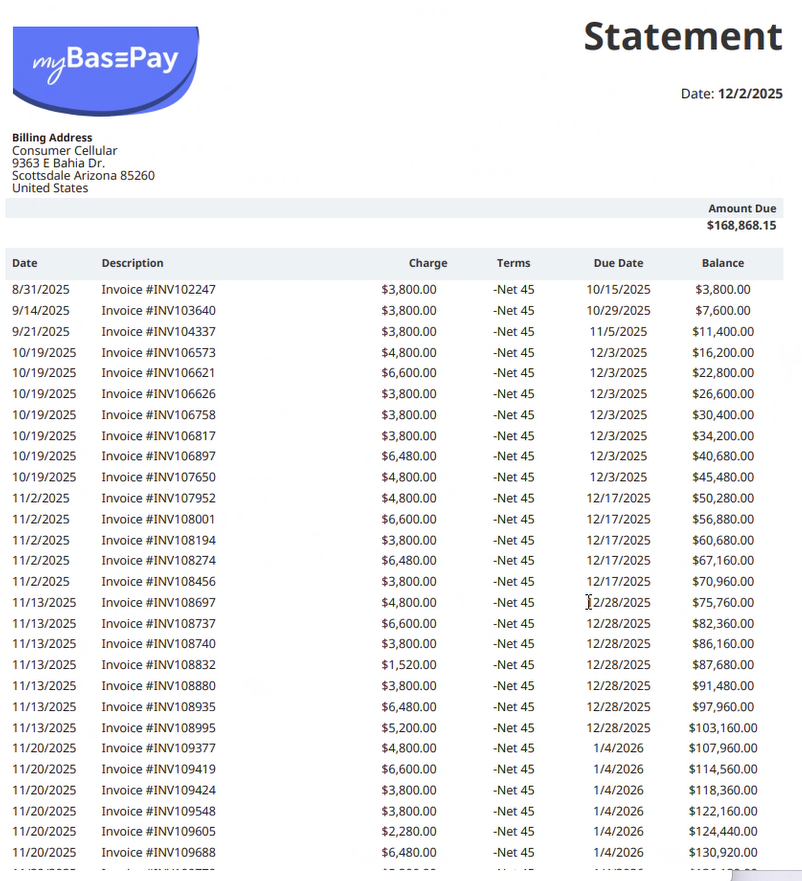 myBasePay
Statement
Date: 12/2/2025
Billing Address
Consumer Cellular
9363 E Bahia Dr.
Scottsdale Arizona 85260
United States
Amount Due
$168,868.15
Date Description Charge Terms Due Date Balance
8/31/2025 Invoice #INV102247 $3,800.00 -Net 45 10/15/2025 $3,800.00
9/14/2025 Invoice #INV103640 $3,800.00 -Net 45 10/29/2025 $7,600.00
9/21/2025 Invoice #INV104337 $3,800.00 -Net 45 11/5/2025 $11,400.00
10/19/2025 Invoice #INV106573 $4,800.00 -Net 45 12/3/2025 $16,200.00
10/19/2025 Invoice #INV106621 $6,600.00 -Net 45 12/3/2025 $22,800.00
10/19/2025 Invoice #INV106626 $3,800.00 -Net 45 12/3/2025 $26,600.00
10/19/2025 Invoice #INV106758 $3,800.00 -Net 45 12/3/2025 $30,400.00
10/19/2025 Invoice #INV106817 $3,800.00 -Net 45 12/3/2025 $34,200.00
10/19/2025 Invoice #INV106897 $6,480.00 -Net 45 12/3/2025 $40,680.00
10/19/2025 Invoice #INV107650 $4,800.00 -Net 45 12/3/2025 $45,480.00
11/2/2025 Invoice #INV107952 $4,800.00 -Net 45 12/17/2025 $50,280.00
11/2/2025 Invoice #INV108001 $6,600.00 -Net 45 12/17/2025 $56,880.00
11/2/2025 Invoice #INV108194 $3,800.00 -Net 45 12/17/2025 $60,680.00
11/2/2025 Invoice #INV108274 $6,480.00 -Net 45 12/17/2025 $67,160.00
11/2/2025 Invoice #INV108456 $3,800.00 -Net 45 12/17/2025 $70,960.00
11/13/2025 Invoice #INV108697 $4,800.00 -Net 45 12/28/2025 $75,760.00
11/13/2025 Invoice #INV108737 $6,600.00 -Net 45 12/28/2025 $82,360.00
11/13/2025 Invoice #INV108740 $3,800.00 -Net 45 12/28/2025 $86,160.00
11/13/2025 Invoice #INV108832 $1,520.00 -Net 45 12/28/2025 $87,680.00
11/13/2025 Invoice #INV108880 $3,800.00 -Net 45 12/28/2025 $91,480.00
11/13/2025 Invoice #INV108935 $6,480.00 -Net 45 12/28/2025 $97,960.00
11/13/2025 Invoice #INV108995 $5,200.00 -Net 45 12/28/2025 $103,160.00
11/20/2025 Invoice #INV109377 $4,800.00 -Net 45 1/4/2026 $107,960.00
11/20/2025 Invoice #INV109419 $6,600.00 -Net 45 1/4/2026 $114,560.00
11/20/2025 Invoice #INV109424 $3,800.00 -Net 45 1/4/2026 $118,360.00
11/20/2025 Invoice #INV109548 $3,800.00 -Net 45 1/4/2026 $122,160.00
11/20/2025 Invoice #INV109605 $2,280.00 -Net 45 1/4/2026 $124,440.00
11/20/2025 Invoice #INV109688 $6,480.00 -Net 45 1/4/2026 $130,920.00